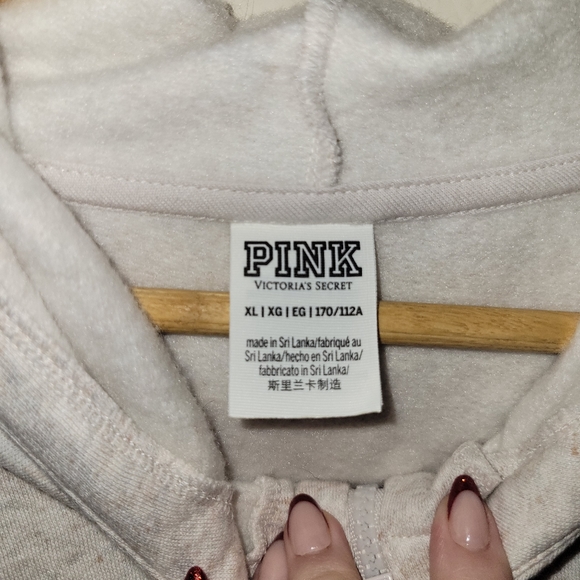 PINK
VICTORIA'S SECRET
XL | XG | EG | 170/112A
made in Sri Lanka/fabriqué au
Sri Lanka/hecho en Sri Lanka/
fabbricato in Sri Lanka/
斯里兰卡制造